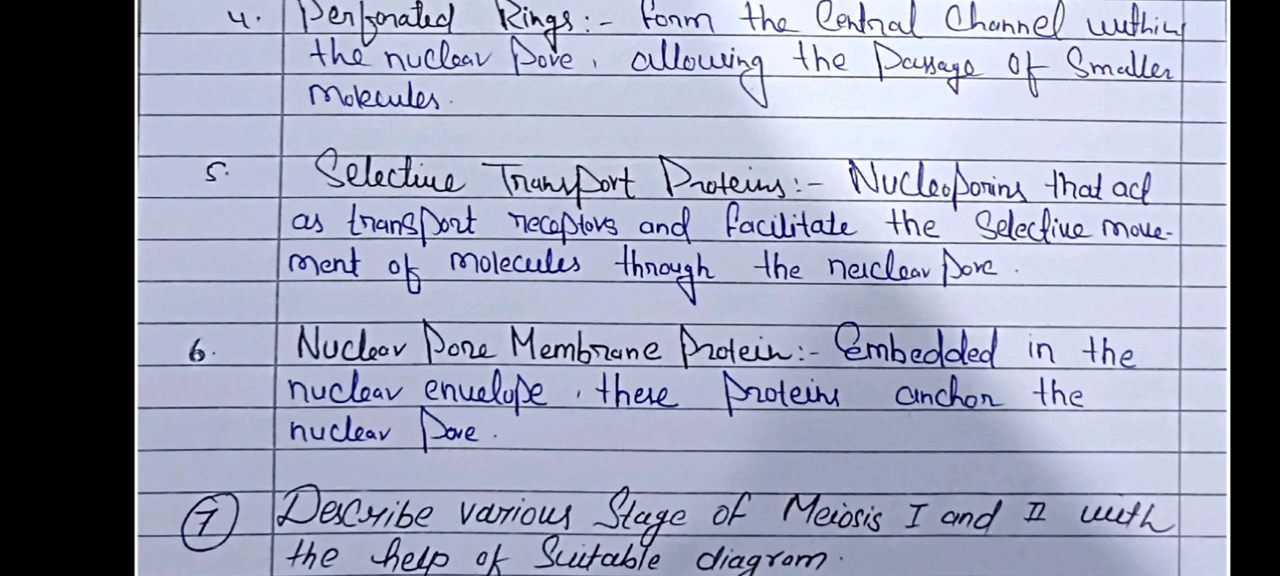 4. Perforated Rings:- form the Central Channel within
the nuclear Pore, allowing the Passage of Smaller
molecules.
5. Selective Transport Proteins:- Nucleoporins that act
as transport receptors and facilitate the Selective move-
ment of molecules through the nuclear Pore.
6. Nuclear Pore Membrane Protein:- Embedded in the
nuclear envelope, these Proteins anchor the
nuclear Pore.
7 Describe various Stage of Meiosis I and II with
the help of Suitable diagram.